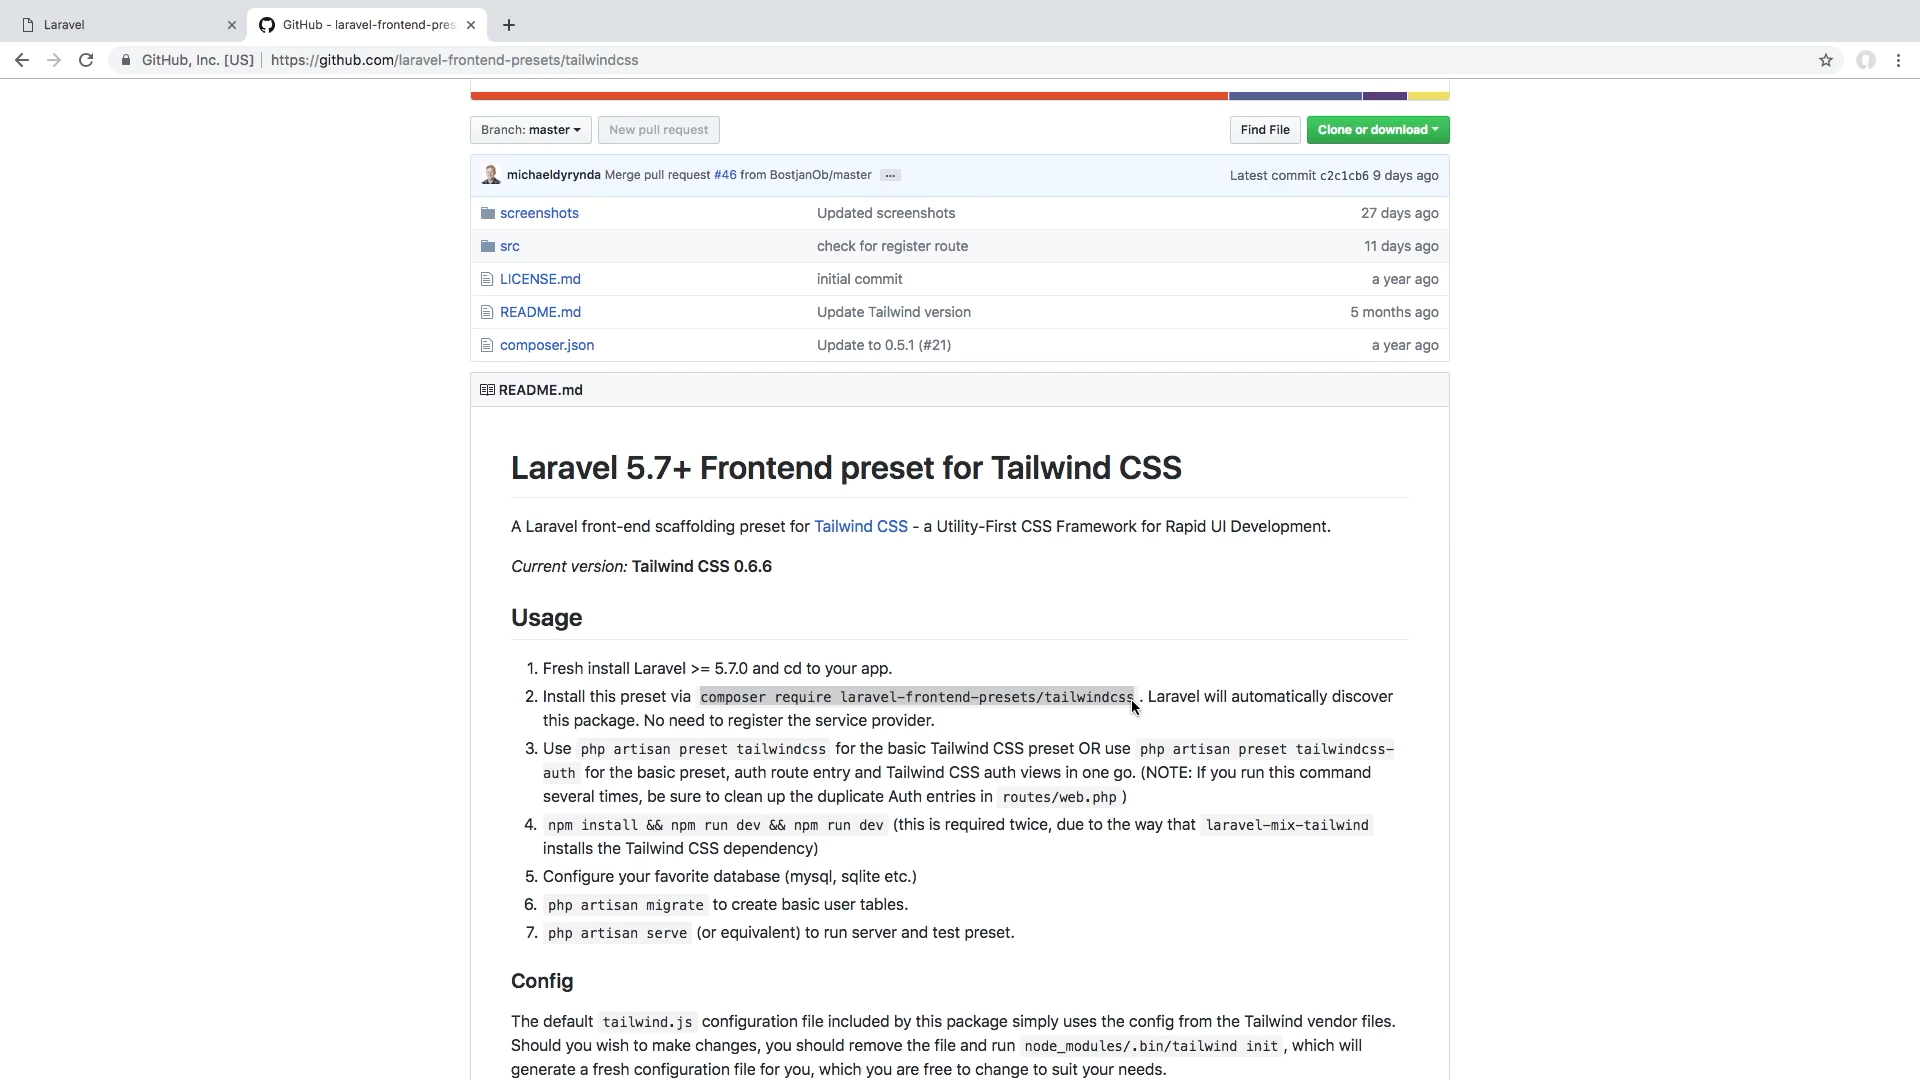 Laravel
GitHub - laravel-frontend-pres
GitHub, Inc. [US] https://github.com/laravel-frontend-presets/tailwindcss
Branch: master New pull request Find File Clone or download
michaeldyrynda Merge pull request #46 from BostjanOb/master ... Latest commit c2c1cb6 9 days ago
screenshots Updated screenshots 27 days ago
src check for register route 11 days ago
LICENSE.md initial commit a year ago
README.md Update Tailwind version 5 months ago
composer.json Update to 0.5.1 (#21) a year ago
README.md
Laravel 5.7+ Frontend preset for Tailwind CSS
A Laravel front-end scaffolding preset for Tailwind CSS - a Utility-First CSS Framework for Rapid UI Development.
Current version: Tailwind CSS 0.6.6
Usage
1. Fresh install Laravel >= 5.7.0 and cd to your app.
2. Install this preset via composer require laravel-frontend-presets/tailwindcss . Laravel will automatically discover
this package. No need to register the service provider.
3. Use php artisan preset tailwindcss for the basic Tailwind CSS preset OR use php artisan preset tailwindcss-
auth for the basic preset, auth route entry and Tailwind CSS auth views in one go. (NOTE: If you run this command
several times, be sure to clean up the duplicate Auth entries in routes/web.php )
4. npm install && npm run dev && npm run dev (this is required twice, due to the way that laravel-mix-tailwind
installs the Tailwind CSS dependency)
5. Configure your favorite database (mysql, sqlite etc.)
6. php artisan migrate to create basic user tables.
7. php artisan serve (or equivalent) to run server and test preset.
Config
The default tailwind.js configuration file included by this package simply uses the config from the Tailwind vendor files.
Should you wish to make changes, you should remove the file and run node_modules/.bin/tailwind init , which will
generate a fresh configuration file for you, which you are free to change to suit your needs.